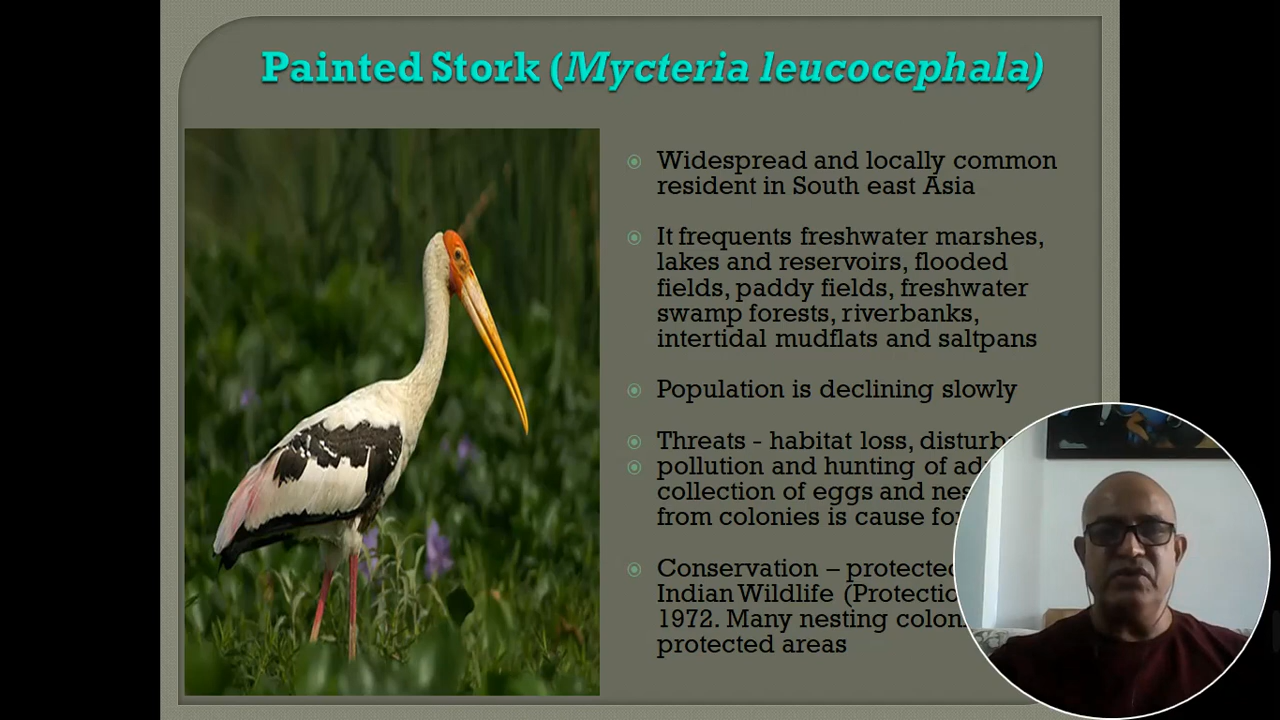 Painted Stork (Mycteria leucocephala)
Widespread and locally common
resident in South east Asia
It frequents freshwater marshes,
lakes and reservoirs, flooded
fields, paddy fields, freshwater
swamp forests, riverbanks,
intertidal mudflats and saltpans
Population is declining slowly
Threats - habitat loss,
pollution and hunting of
collection of eggs and
from colonies is cause
Conservation –
Indian Wildlife
1972. Many nesting
protected areas